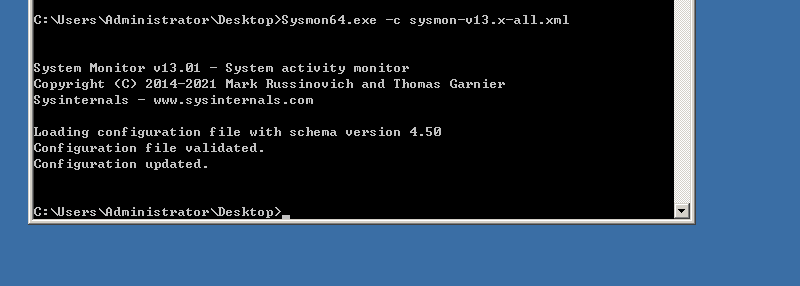 C:\Users\Administrator\Desktop>Sysmon64.exe -c sysmon-v13.x-all.xml
System Monitor v13.01 - System activity monitor
Copyright (C) 2014-2021 Mark Russinovich and Thomas Garnier
Sysinternals - www.sysinternals.com
Loading configuration file with schema version 4.50
Configuration file validated.
Configuration updated.
C:\Users\Administrator\Desktop>_